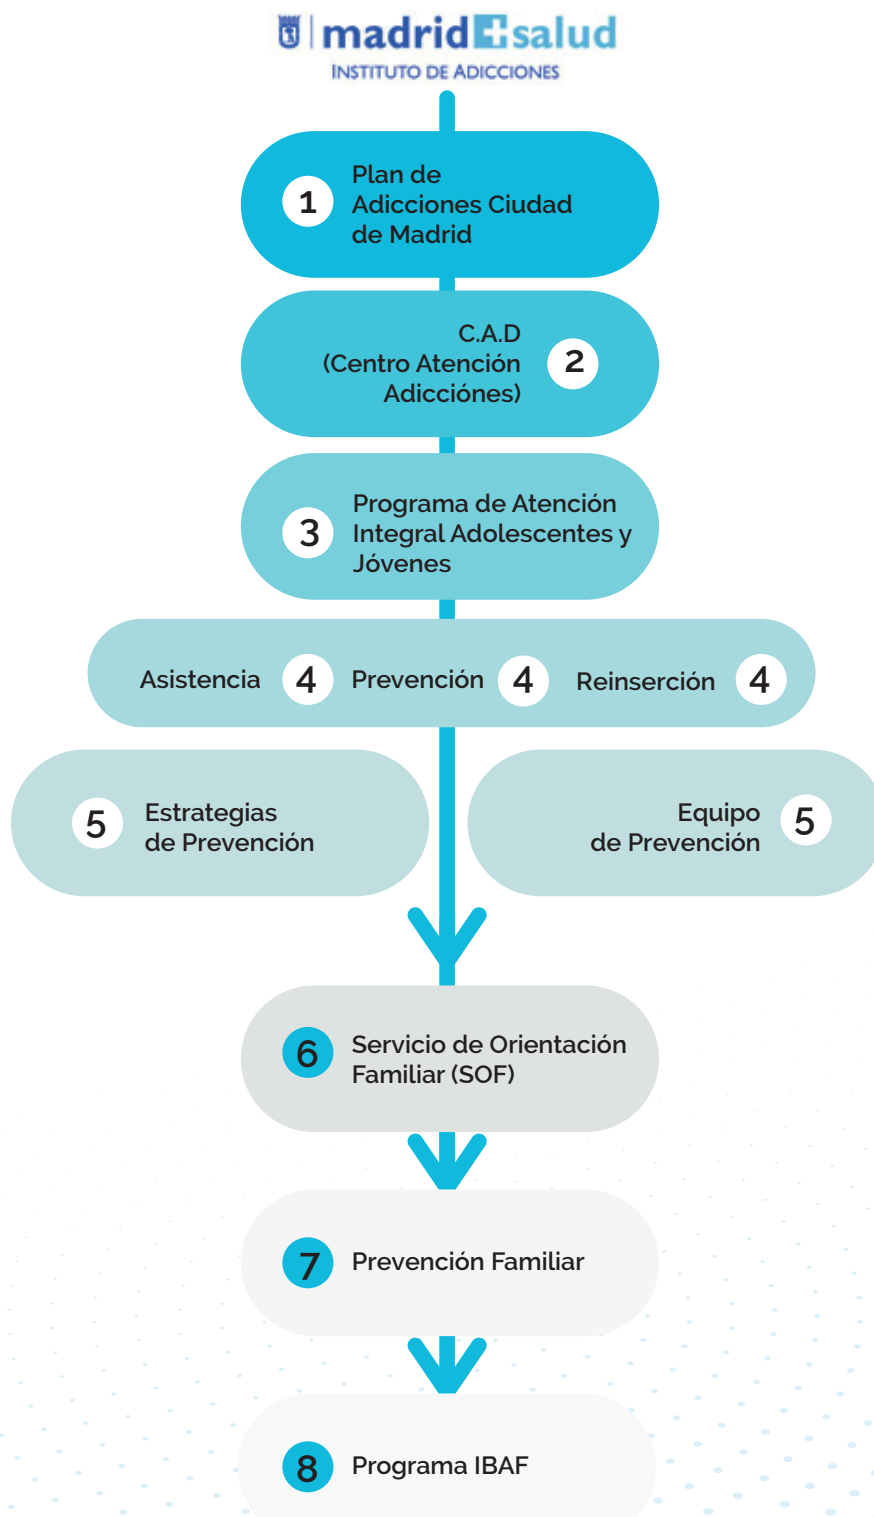 madrid+salud
INSTITUTO DE ADICCIONES
1
Plan de
Adicciones Ciudad
de Madrid
C.A.D
(Centro Atención
Adicciónes)
2
3
Programa de Atención
Integral Adolescentes y
Jóvenes
Asistencia 4 Prevención 4 Reinserción 4
5
Estrategias
de Prevención
Equipo
de Prevención
5
6
Servicio de Orientación
Familiar (SOF)
7 Prevención Familiar
8 Programa IBAF